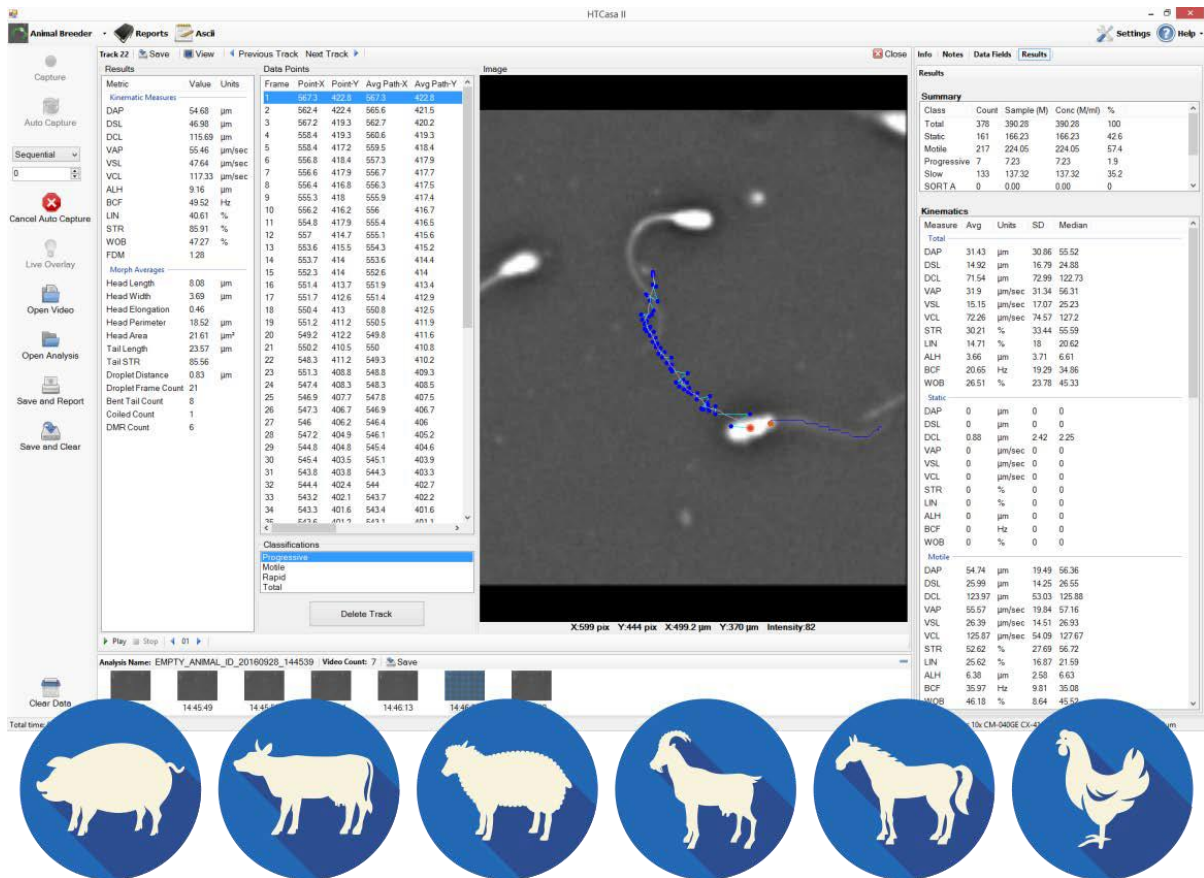 HTCasa II
Animal Breeder Reports Ascii Settings Help
Capture
Auto Capture
Sequential
0
Cancel Auto Capture
Live Overlay
Open Video
Open Analysis
Save and Report
Save and Clear
Clear Data
Track 22 Save View Previous Track Next Track Close
Results
Metric Value Units
Kinematic Measures
DAP 54.68 µm
DSL 46.98 µm
DCL 115.69 µm
VAP 55.46 µm/sec
VSL 47.64 µm/sec
VCL 117.33 µm/sec
ALH 9.16 µm
BCF 49.52 Hz
LIN 40.61 %
STR 85.91 %
WOB 47.27 %
FDM 1.28
Morph Averages
Head Length 8.08 µm
Head Width 3.69 µm
Head Elongation 0.46
Head Perimeter 18.52 µm
Head Area 21.61 µm²
Tail Length 23.57 µm
Tail STR 85.56
Droplet Distance 0.83 µm
Droplet Frame Count 21
Bent Tail Count 8
Coiled Count 1
DMR Count 6
Data Points
Frame Point-X Point-Y Avg Path-X Avg Path-Y
1 567.3 422.8 567.3 422.8
2 562.4 422.4 565.6 421.5
3 567.2 419.3 562.7 420.2
4 558.4 419.3 560.6 419.3
5 558.4 417.2 559.5 418.4
6 556.8 418.4 557.3 417.9
7 556.6 417.9 556.7 417.7
8 556.4 416.8 556.3 417.5
9 555.3 418 555.9 417.4
10 556.2 416.2 556 416.7
11 554.8 417.9 555.4 416.5
12 557 414.7 555.1 415.6
13 553.6 415.5 554.3 415.2
14 553.7 414 553.6 414.4
15 552.3 414 552.6 414
16 551.4 413.7 551.9 413.4
17 551.7 412.6 551.4 412.9
18 550.4 413 550.8 412.5
19 551.2 411.2 550.5 411.9
20 549.2 412.2 549.8 411.6
21 550.2 410.5 550 410.8
22 548.3 411.2 549.3 410.2
23 551.3 408.8 548.8 409.3
24 547.4 408.3 548.3 408.5
25 546.9 407.7 547.8 407.5
26 547.3 406.7 546.9 406.7
27 546 406.2 546.4 406
28 547.2 404.9 546.1 405.2
29 544.8 404.8 545.4 404.6
30 545.4 403.5 545.1 403.9
31 543.8 403.8 544.3 403.3
32 544.4 402.4 544 402.7
33 543.2 402.1 543.7 402.2
34 543.3 401.6 543.4 401.6
35 543.6 401.2 543.1 401.1
Classifications
Progressive
Motile
Rapid
Total
Delete Track
Image
X:599 pix Y:444 pix X:499.2 µm Y:370 µm Intensity:82
Play Stop 01
Analysis Name: EMPTY_ANIMAL_ID_20160928_144539 Video Count: 7 Save
14:45:49 14:46:13
Total time:
Info Notes Data Fields Results
Results
Summary
Class Count Sample (M) Conc (M/ml) %
Total 378 390.28 390.28 100
Static 161 166.23 166.23 42.6
Motile 217 224.05 224.05 57.4
Progressive 7 7.23 7.23 1.9
Slow 133 137.32 137.32 35.2
SORT A 0 0.00 0.00 0
Kinematics
Measure Avg Units SD Median
Total
DAP 31.43 µm 30.86 55.52
DSL 14.92 µm 16.79 24.88
DCL 71.54 µm 72.99 122.73
VAP 31.9 µm/sec 31.34 56.31
VSL 15.15 µm/sec 17.07 25.23
VCL 72.26 µm/sec 74.57 127.2
STR 30.21 % 33.44 55.59
LIN 14.71 % 18 20.62
ALH 3.66 µm 3.71 6.61
BCF 20.65 Hz 19.29 34.86
WOB 26.51 % 23.78 45.33
Static
DAP 0 µm 0 0
DSL 0 µm 0 0
DCL 0.88 µm 2.42 2.25
VAP 0 µm/sec 0 0
VSL 0 µm/sec 0 0
VCL 0 µm/sec 0 0
STR 0 % 0 0
LIN 0 % 0 0
ALH 0 µm 0 0
BCF 0 Hz 0 0
WOB 0 % 0 0
Motile
DAP 54.74 µm 19.49 56.36
DSL 25.99 µm 14.25 26.55
DCL 123.97 µm 53.03 125.88
VAP 55.57 µm/sec 19.84 57.16
VSL 26.39 µm/sec 14.51 26.93
VCL 125.87 µm/sec 54.09 127.67
STR 52.62 % 27.69 56.72
LIN 25.62 % 16.87 21.59
ALH 6.38 µm 2.58 6.63
BCF 35.97 Hz 9.81 35.08
WOB 46.18 % 8.64 45.52
10x CM-040GE